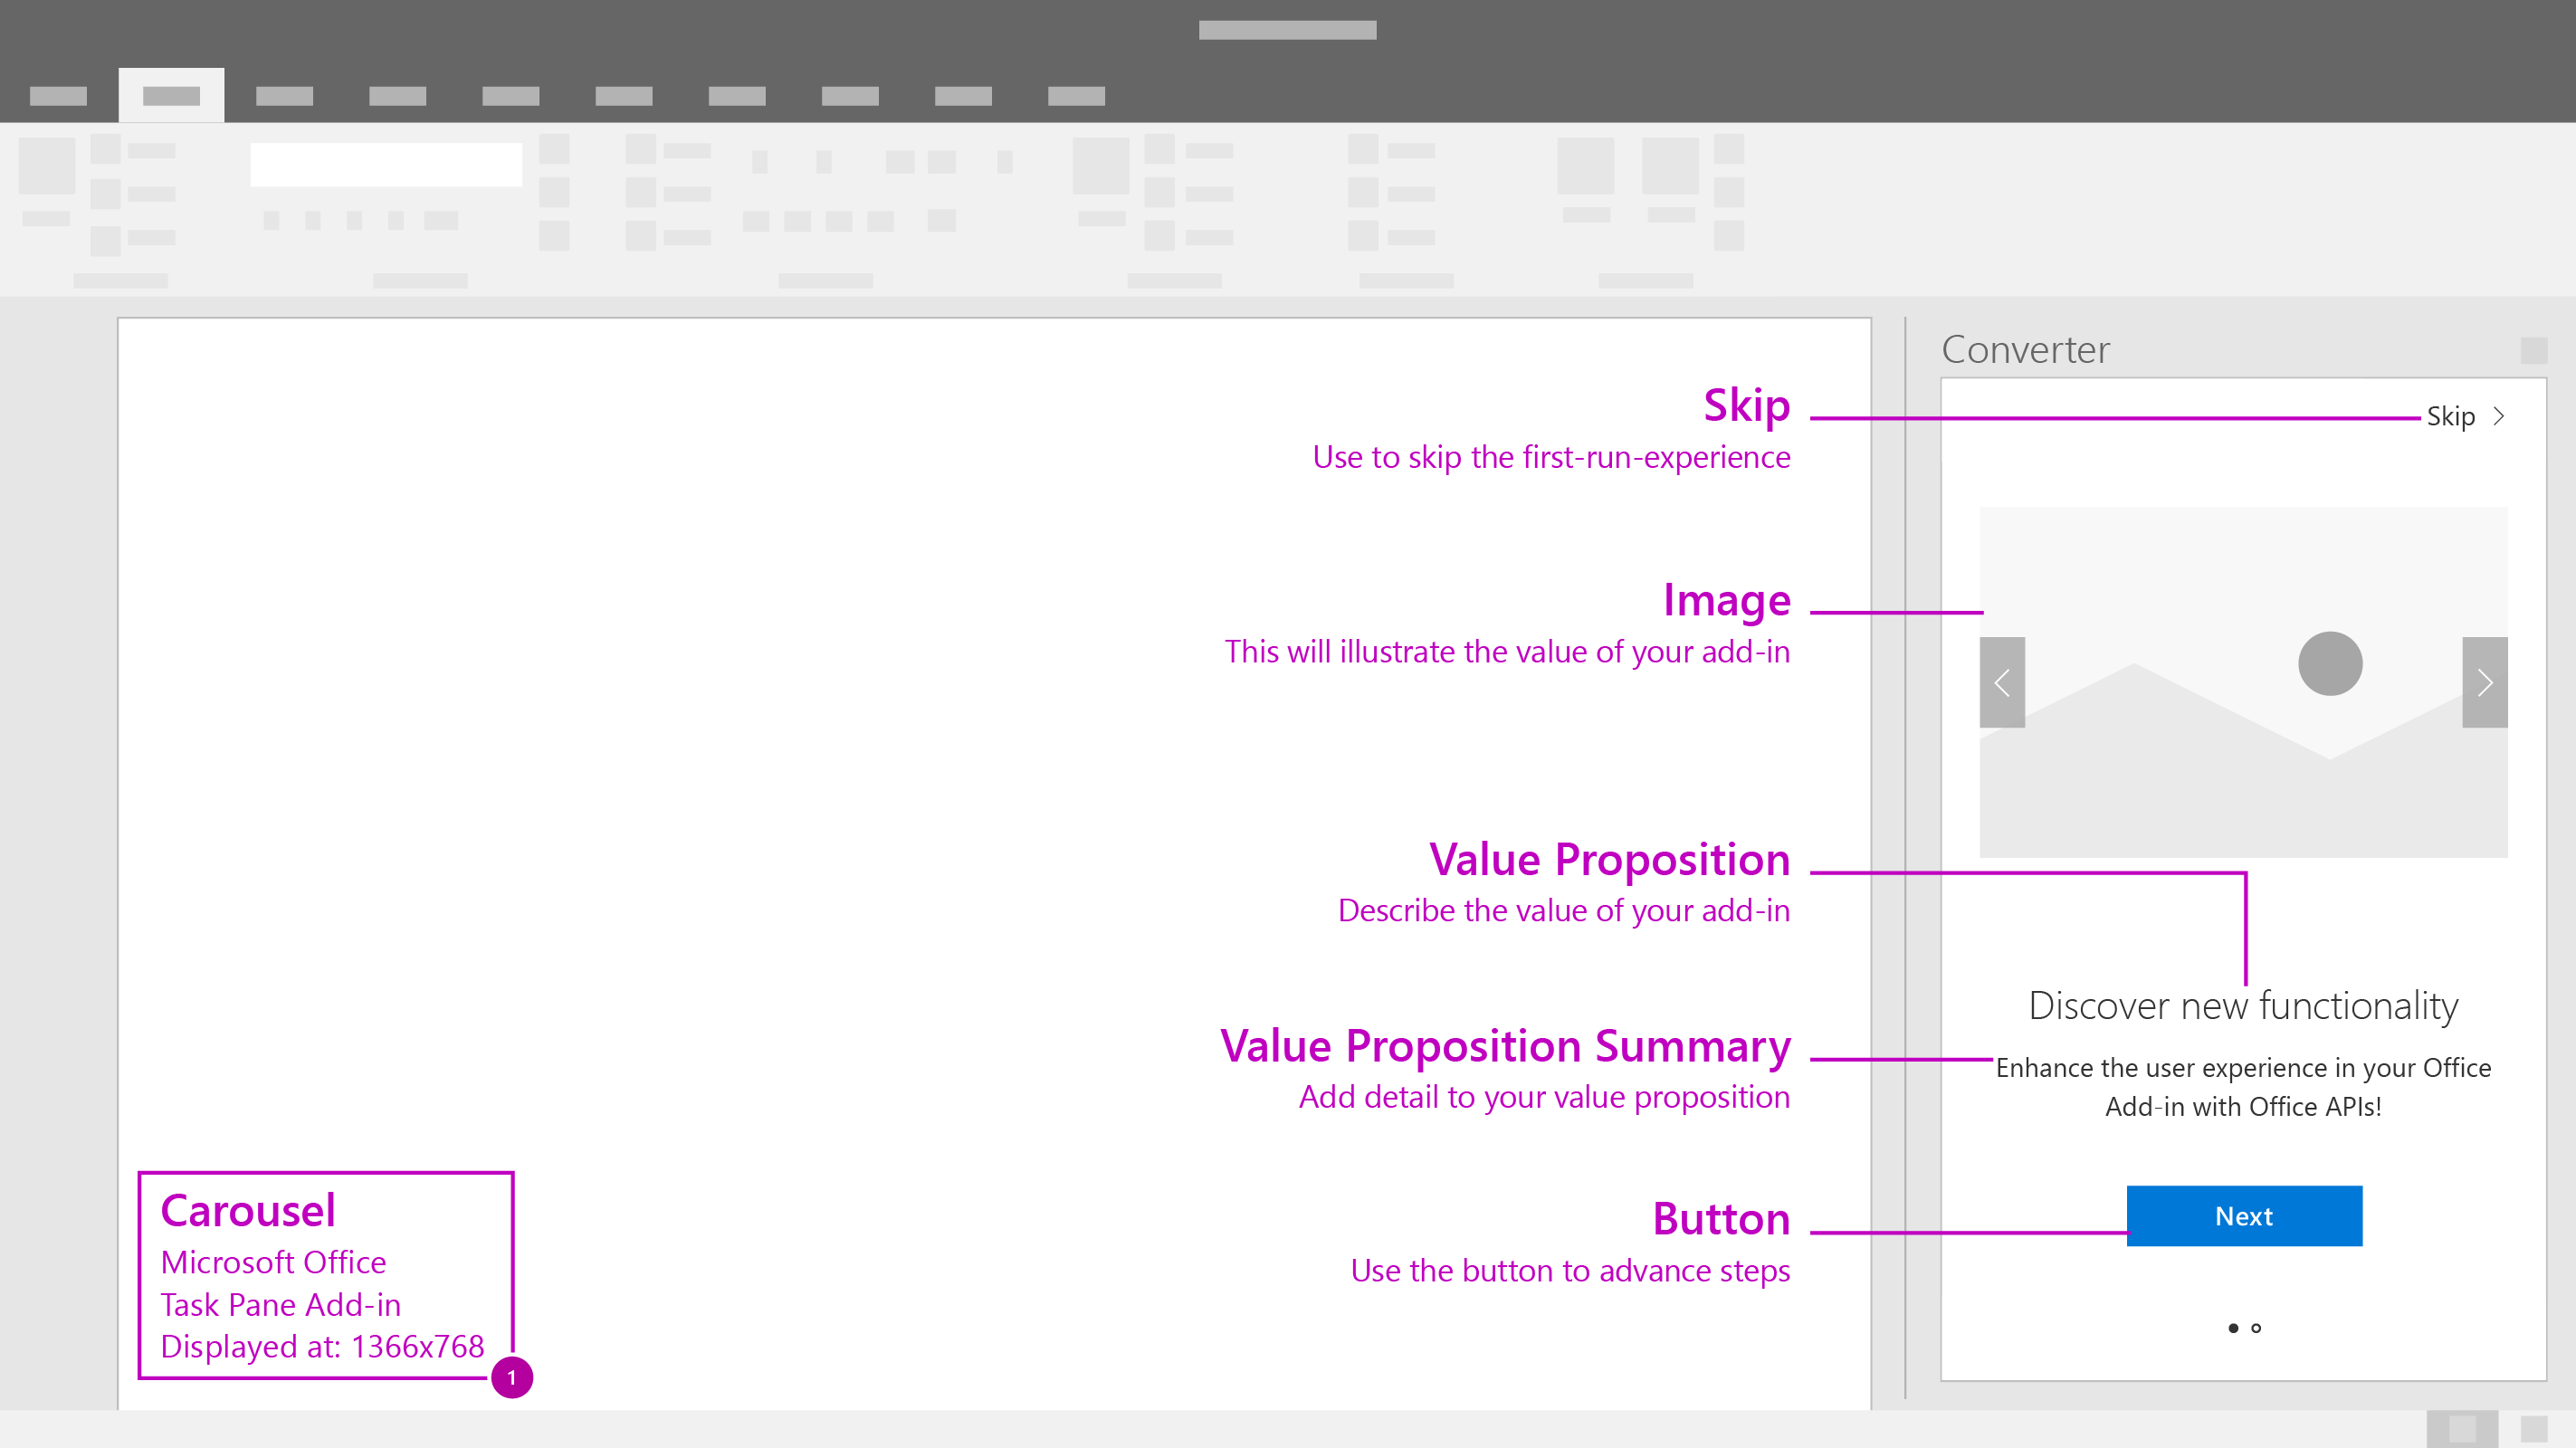 Converter
Skip
Skip
Use to skip the first-run-experience
Image
This will illustrate the value of your add-in
Value Proposition
Describe the value of your add-in
Discover new functionality
Value Proposition Summary
Add detail to your value proposition
Enhance the user experience in your Office
Add-in with Office APIs!
Button
Use the button to advance steps
Next
Carousel
Microsoft Office
Task Pane Add-in
Displayed at: 1366x768
1